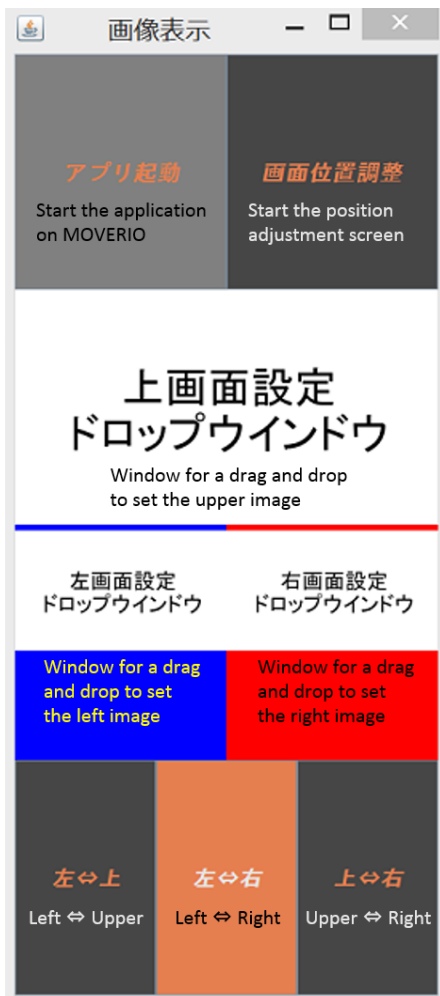 画像表示
アプリ起動
Start the application
on MOVERIO
画面位置調整
Start the position
adjustment screen
上画面設定
ドロップウインドウ
Window for a drag and drop
to set the upper image
左画面設定
ドロップウインドウ
Window for a drag
and drop to set
the left image
右画面設定
ドロップウインドウ
Window for a drag
and drop to set
the right image
左⇔上
Left ⇔ Upper
左⇔右
Left ⇔ Right
上⇔右
Upper ⇔ Right